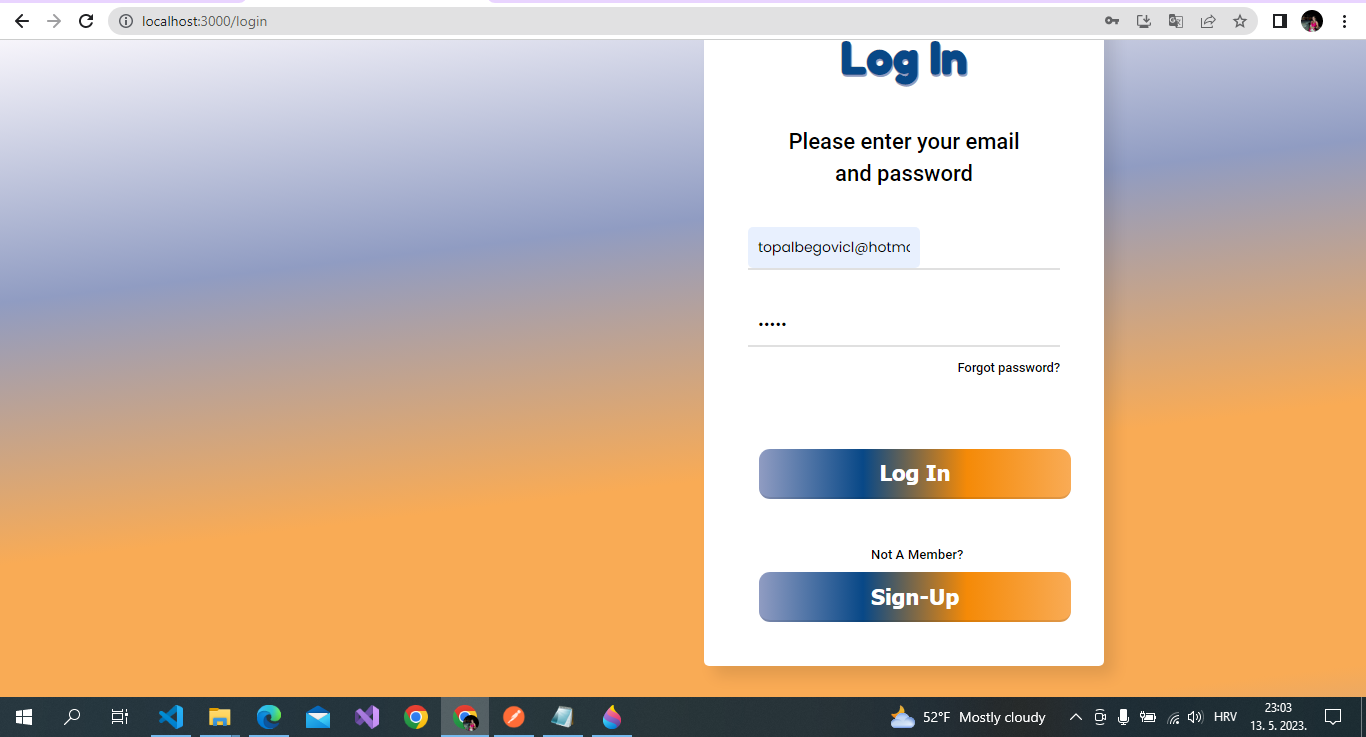 localhost:3000/login
Log In
Please enter your email
and password
topalbegovicl@hotmc
•••••
Forgot password?
Log In
Not A Member?
Sign-Up
52°F Mostly cloudy
HRV
23:03
13. 5. 2023.